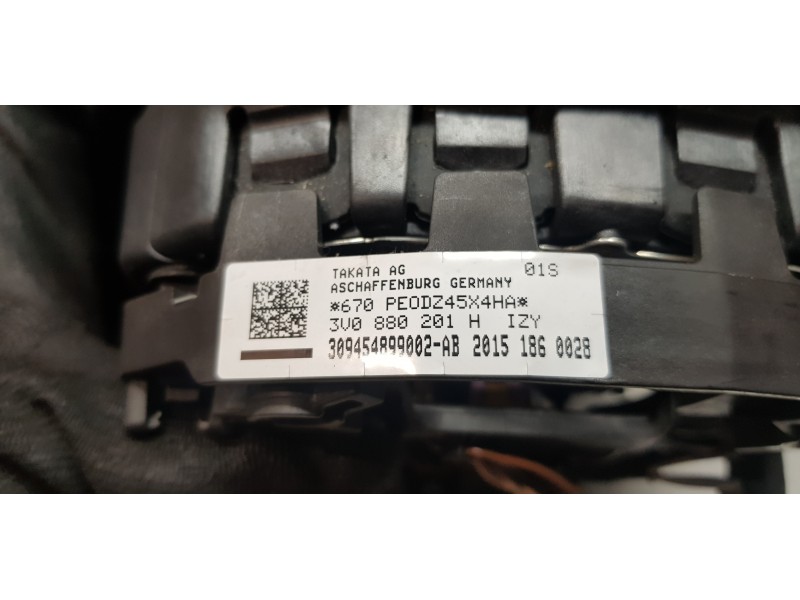 TAKATA AG 01S
ASCHAFFENBURG GERMANY
*670 PEODZ45X4HA*
3V0 880 201 H IZY
309454899002-AB 2015 186 0028